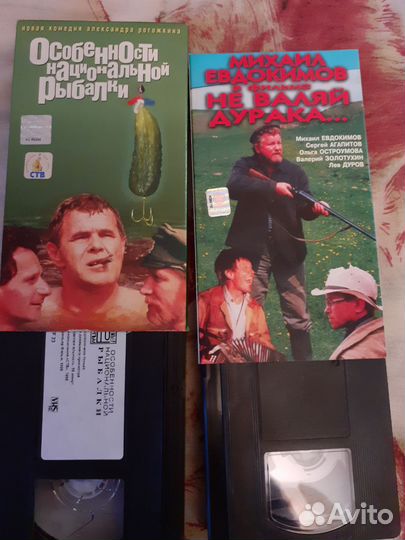 новая комедия александра рогожкина
Особенности
национальной
рыбалки
СТВ
МИХАИЛ
ЕВДОКИМОВ
В ФИЛЬМЕ
НЕ ВАЛЯЙ
ДУРАКА...
Михаил ЕВДОКИМОВ
Сергей АГАПИТОВ
Ольга ОСТРОУМОВА
Валерий ЗОЛОТУХИН
Лев ДУРОВ
ОСОБЕННОСТИ
НАЦИОНАЛЬНОЙ
РЫБАЛКИ
VHS
Avito